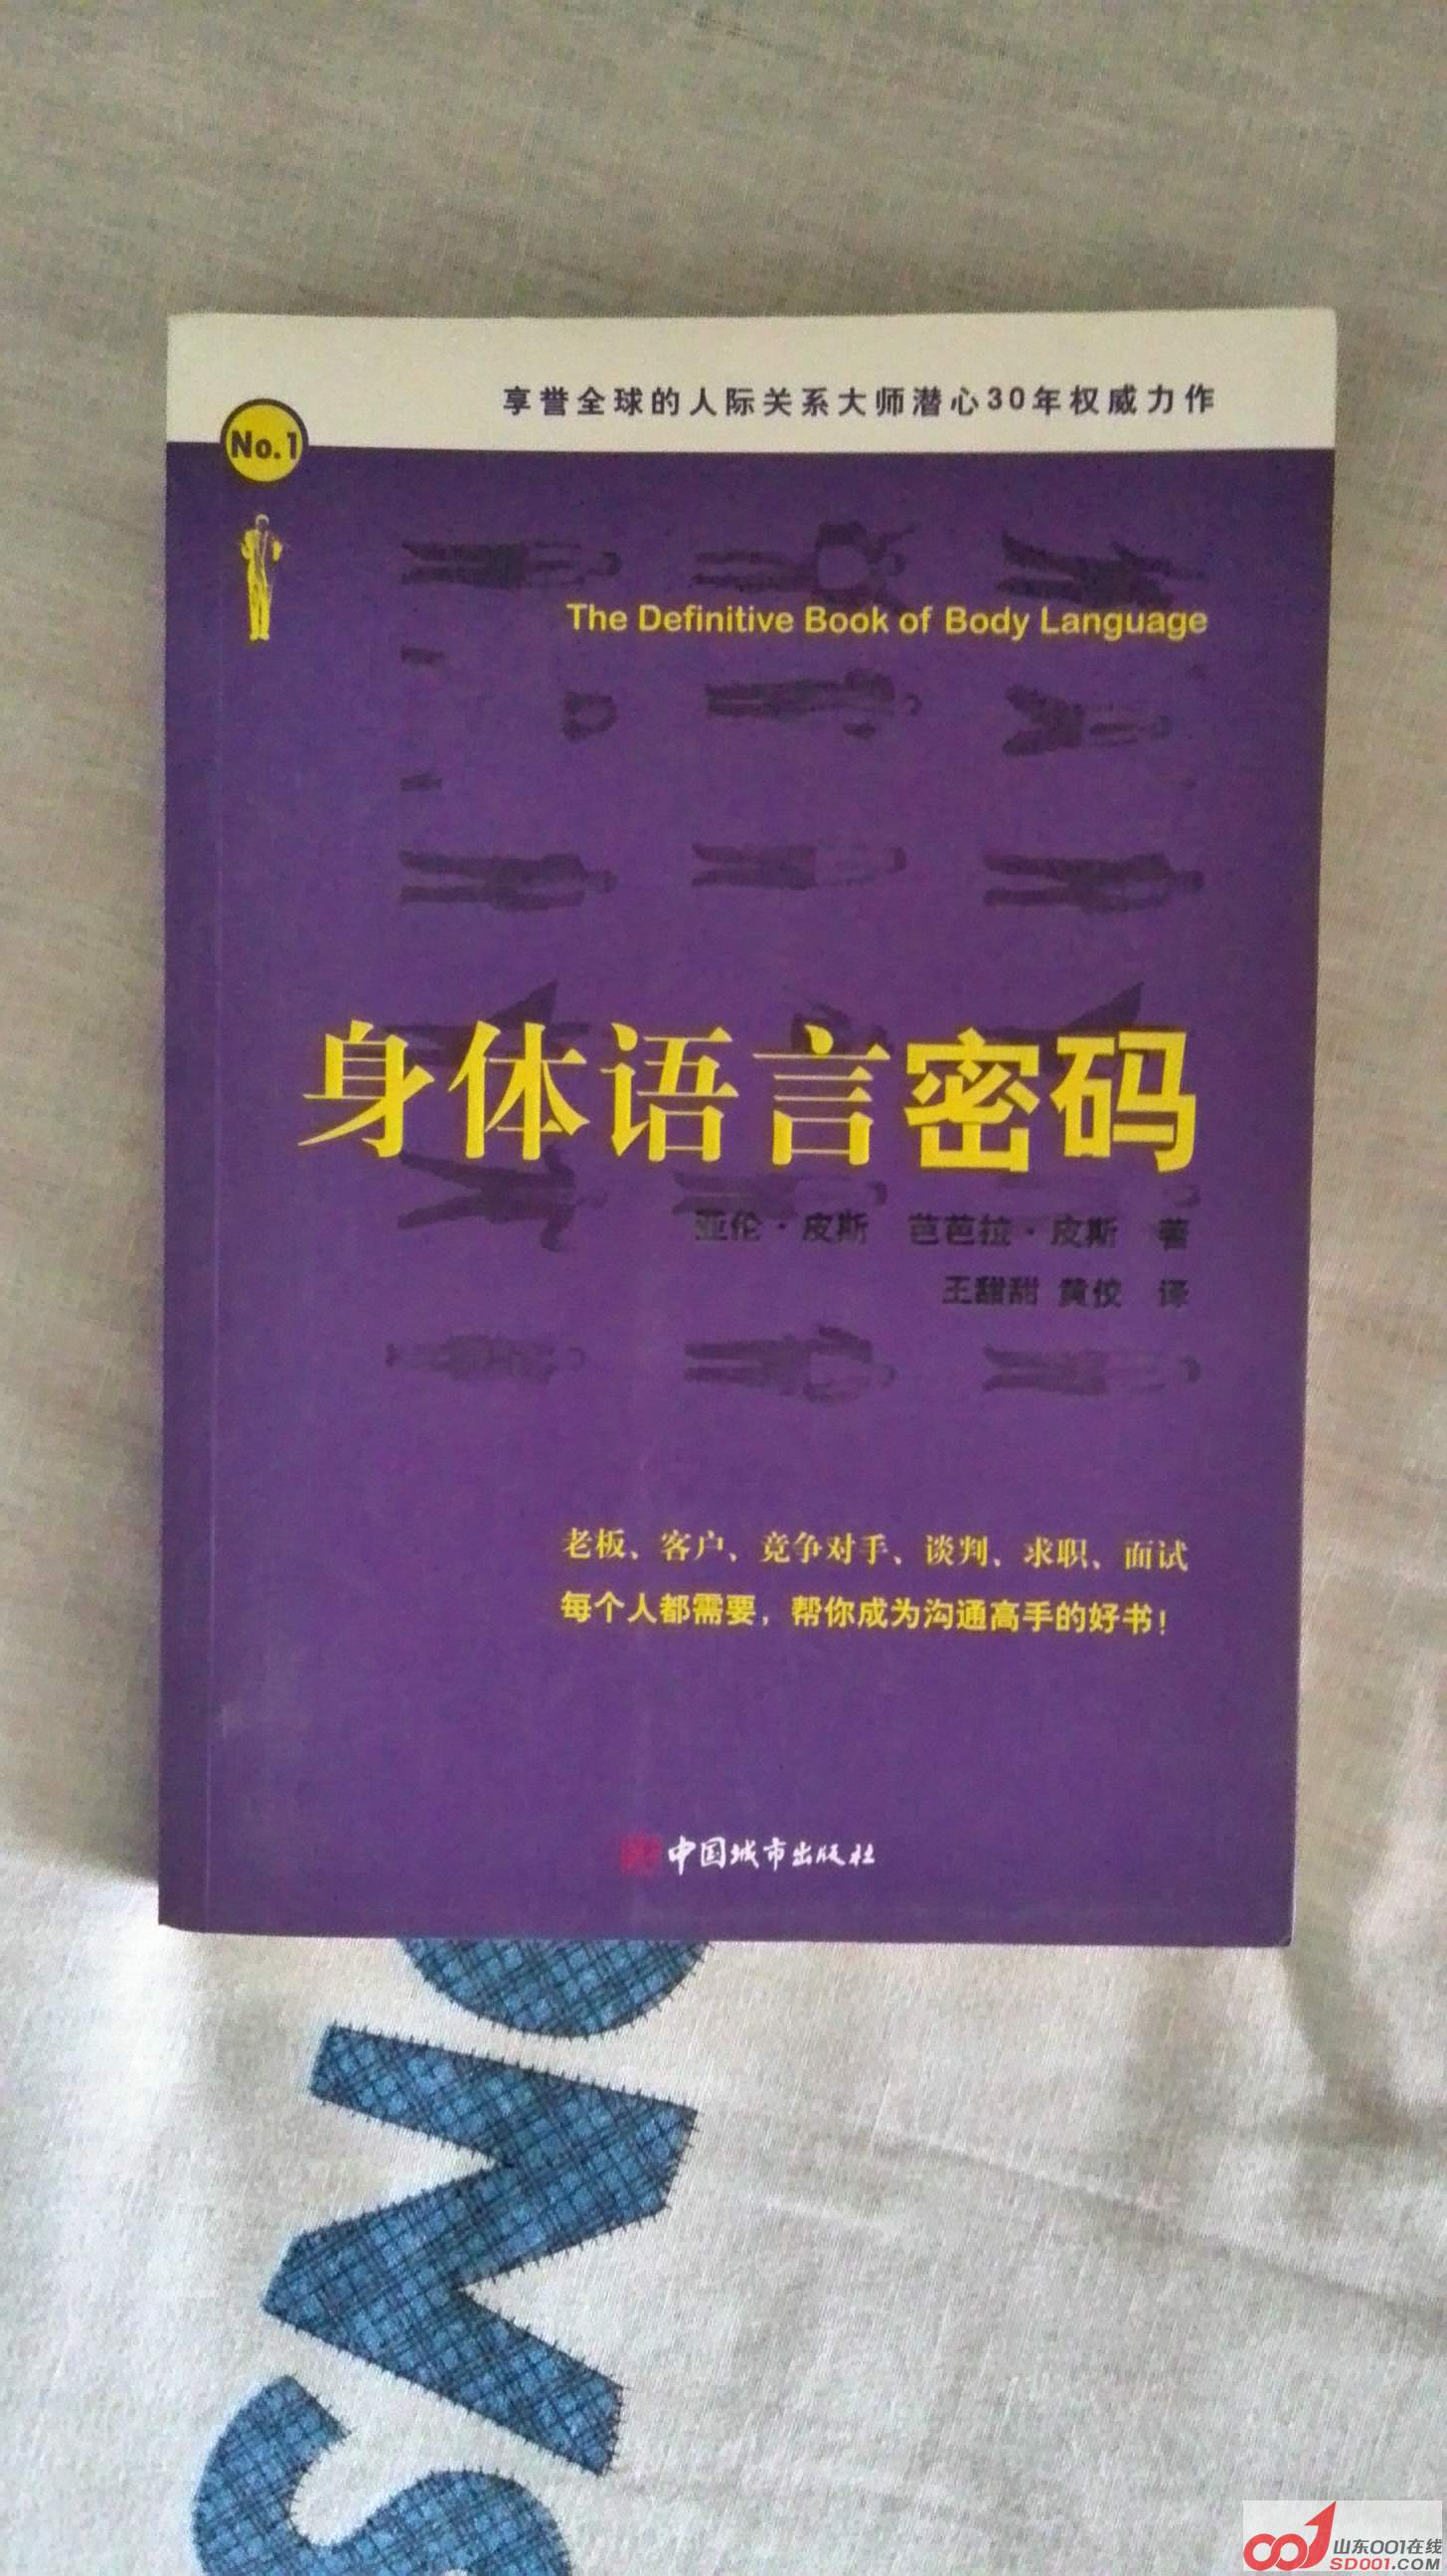 享誉全球的人际关系大师潜心30年权威力作
No.1
The Definitive Book of Body Language
身体语言密码
亚伦·皮斯 芭芭拉·皮斯 著
王甜甜 黄佼 译
老板、客户、竞争对手、谈判、求职、面试
每个人都需要，帮你成为沟通高手的好书！
中国城市出版社
山东001在线
SD001.COM